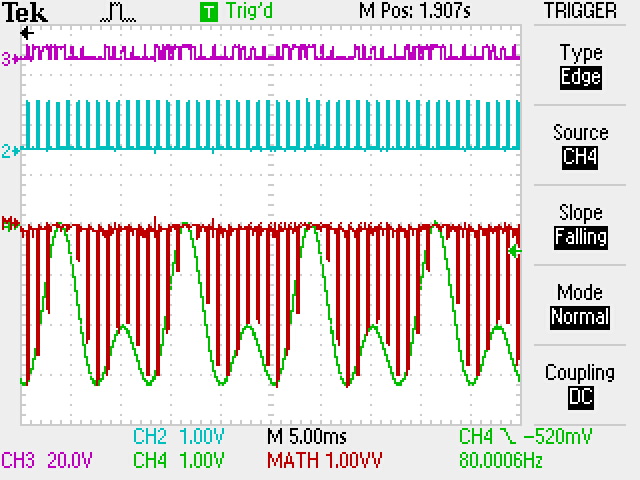 Tek T Trig'd M Pos: 1.907s TRIGGER
Type
Edge
Source
CH4
Slope
Falling
Mode
Normal
Coupling
DC
3
2
M
CH2 1.00V M 5.00ms CH4 -520mV
CH3 20.0V CH4 1.00V MATH 1.00VV 80.0006Hz